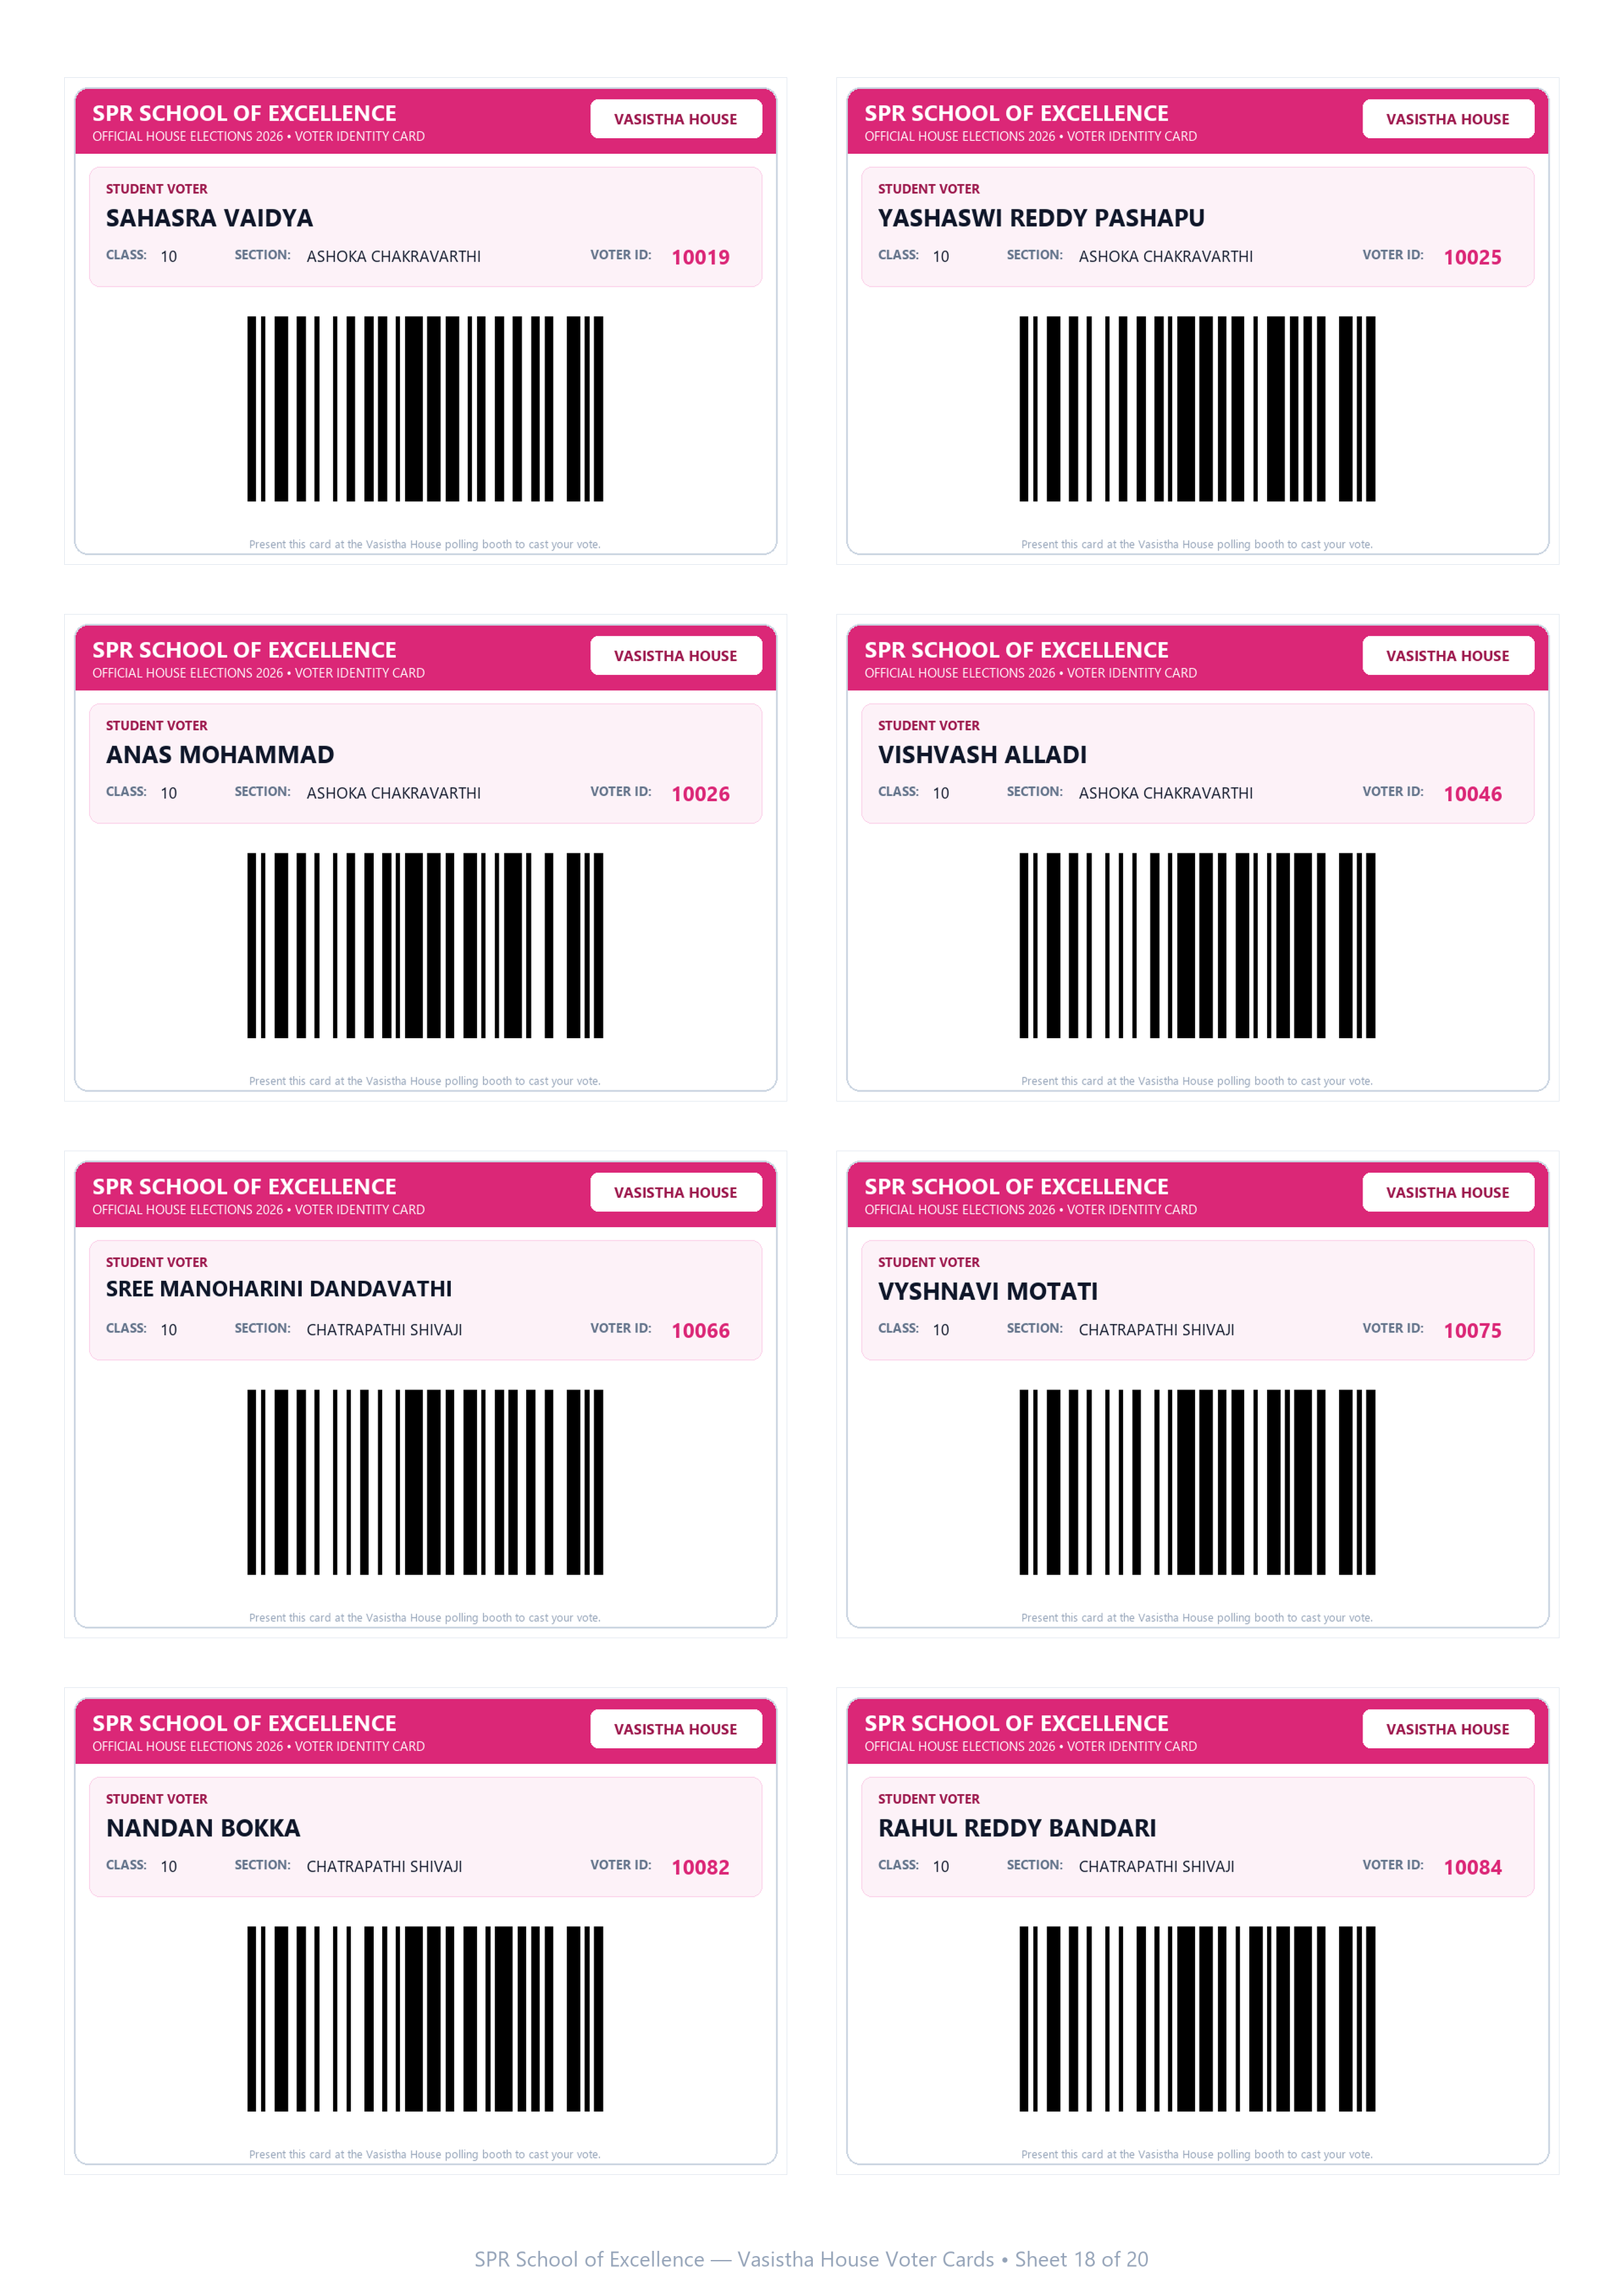 SPR SCHOOL OF EXCELLENCE
OFFICIAL HOUSE ELECTIONS 2026 • VOTER IDENTITY CARD
VASISTHA HOUSE
STUDENT VOTER
SAHASRA VAIDYA
CLASS: 10 SECTION: ASHOKA CHAKRAVARTHI VOTER ID: 10019
Present this card at the Vasistha House polling booth to cast your vote.
SPR SCHOOL OF EXCELLENCE
OFFICIAL HOUSE ELECTIONS 2026 • VOTER IDENTITY CARD
VASISTHA HOUSE
STUDENT VOTER
YASHASWI REDDY PASHAPU
CLASS: 10 SECTION: ASHOKA CHAKRAVARTHI VOTER ID: 10025
Present this card at the Vasistha House polling booth to cast your vote.
SPR SCHOOL OF EXCELLENCE
OFFICIAL HOUSE ELECTIONS 2026 • VOTER IDENTITY CARD
VASISTHA HOUSE
STUDENT VOTER
ANAS MOHAMMAD
CLASS: 10 SECTION: ASHOKA CHAKRAVARTHI VOTER ID: 10026
Present this card at the Vasistha House polling booth to cast your vote.
SPR SCHOOL OF EXCELLENCE
OFFICIAL HOUSE ELECTIONS 2026 • VOTER IDENTITY CARD
VASISTHA HOUSE
STUDENT VOTER
VISHVASH ALLADI
CLASS: 10 SECTION: ASHOKA CHAKRAVARTHI VOTER ID: 10046
Present this card at the Vasistha House polling booth to cast your vote.
SPR SCHOOL OF EXCELLENCE
OFFICIAL HOUSE ELECTIONS 2026 • VOTER IDENTITY CARD
VASISTHA HOUSE
STUDENT VOTER
SREE MANOHARINI DANDAVATHI
CLASS: 10 SECTION: CHATRAPATHI SHIVAJI VOTER ID: 10066
Present this card at the Vasistha House polling booth to cast your vote.
SPR SCHOOL OF EXCELLENCE
OFFICIAL HOUSE ELECTIONS 2026 • VOTER IDENTITY CARD
VASISTHA HOUSE
STUDENT VOTER
VYSHNAVI MOTATI
CLASS: 10 SECTION: CHATRAPATHI SHIVAJI VOTER ID: 10075
Present this card at the Vasistha House polling booth to cast your vote.
SPR SCHOOL OF EXCELLENCE
OFFICIAL HOUSE ELECTIONS 2026 • VOTER IDENTITY CARD
VASISTHA HOUSE
STUDENT VOTER
NANDAN BOKKA
CLASS: 10 SECTION: CHATRAPATHI SHIVAJI VOTER ID: 10082
Present this card at the Vasistha House polling booth to cast your vote.
SPR SCHOOL OF EXCELLENCE
OFFICIAL HOUSE ELECTIONS 2026 • VOTER IDENTITY CARD
VASISTHA HOUSE
STUDENT VOTER
RAHUL REDDY BANDARI
CLASS: 10 SECTION: CHATRAPATHI SHIVAJI VOTER ID: 10084
Present this card at the Vasistha House polling booth to cast your vote.
SPR School of Excellence — Vasistha House Voter Cards • Sheet 18 of 20